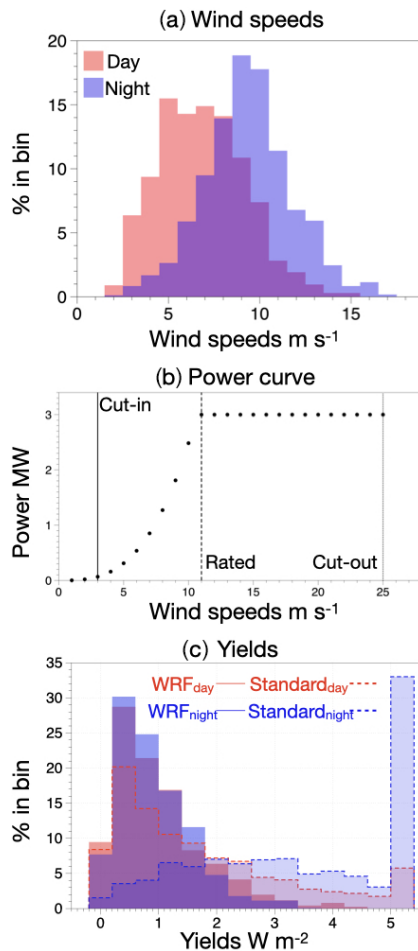 (a) Wind speeds
Day
Night
20
15
10
5
0
% in bin
0 5 10 15
Wind speeds m s-1
(b) Power curve
Cut-in
3
2
1
0
Power MW
Rated
Cut-out
0 5 10 15 20 25
Wind speeds m s-1
(c) Yields
35
30
25
20
15
10
5
0
% in bin
WRFday Standardday
WRFnight Standardnight
0 1 2 3 4 5
Yields W m-2